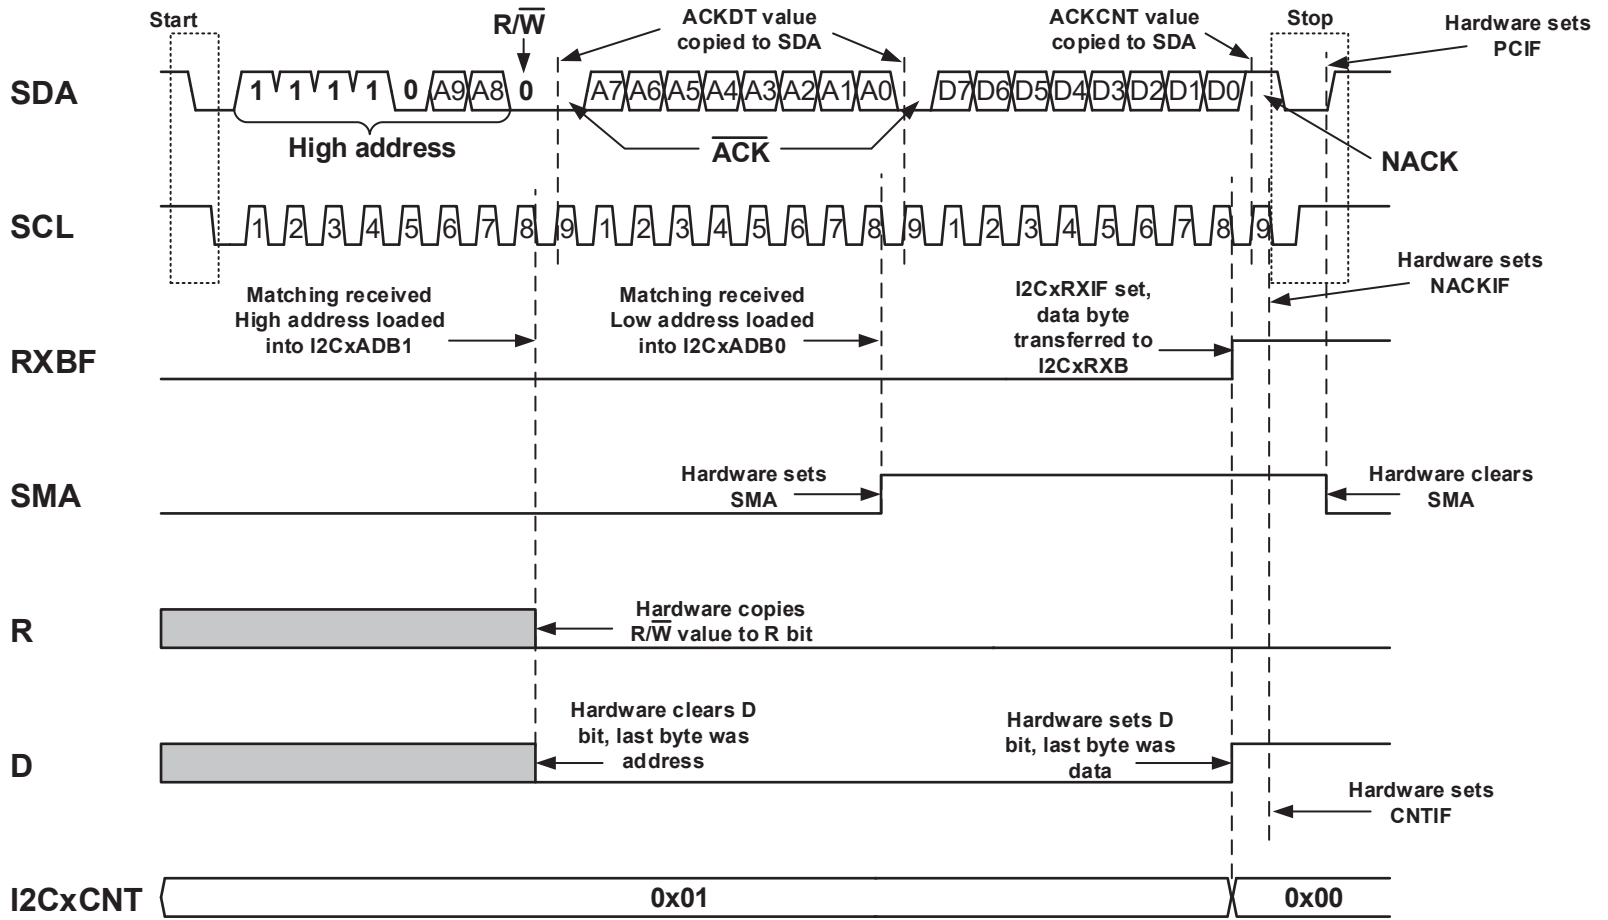 Start
R/W
ACKDT value
copied to SDA
ACKCNT value
copied to SDA
Stop
Hardware sets
PCIF
SDA
1 1 1 1 0 A9 A8 0 A7 A6 A5 A4 A3 A2 A1 A0 D7 D6 D5 D4 D3 D2 D1 D0
High address
ACK
NACK
SCL
1 2 3 4 5 6 7 8 9 1 2 3 4 5 6 7 8 9 1 2 3 4 5 6 7 8 9
Hardware sets
NACKIF
Matching received
High address loaded
into I2CxADB1
Matching received
Low address loaded
into I2CxADB0
I2CxRXIF set,
data byte
transferred to
I2CxRXB
RXBF
Hardware sets
SMA
Hardware clears
SMA
SMA
Hardware copies
R/W value to R bit
R
Hardware clears D
bit, last byte was
address
Hardware sets D
bit, last byte was
data
D
Hardware sets
CNTIF
I2CxCNT
0x01
0x00